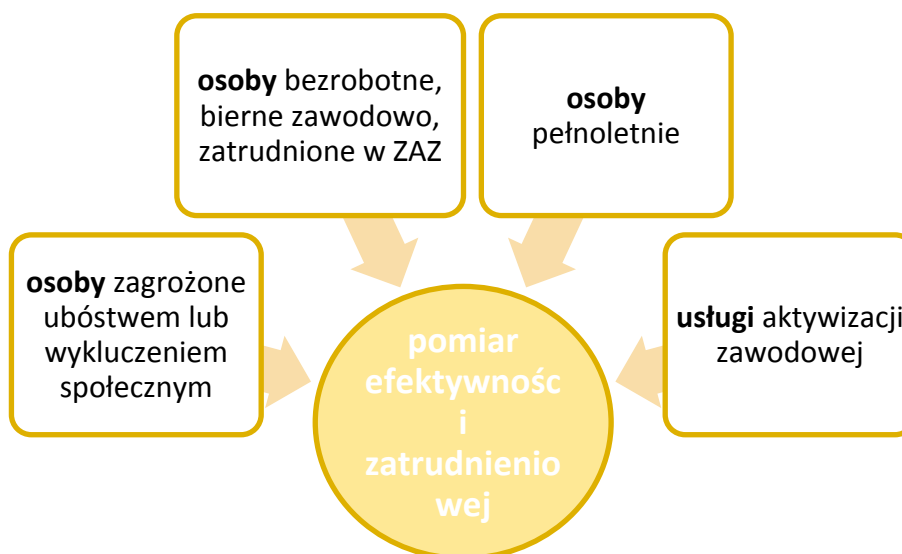 osoby bezrobotne,
bierne zawodowo,
zatrudnione w ZAZ
osoby
pełnoletnie
osoby zagrożone
ubóstwem lub
wykluczeniem
społecznym
usługi aktywizacji
zawodowej
pomiar
efektywnośc
i
zatrudnienio
wej